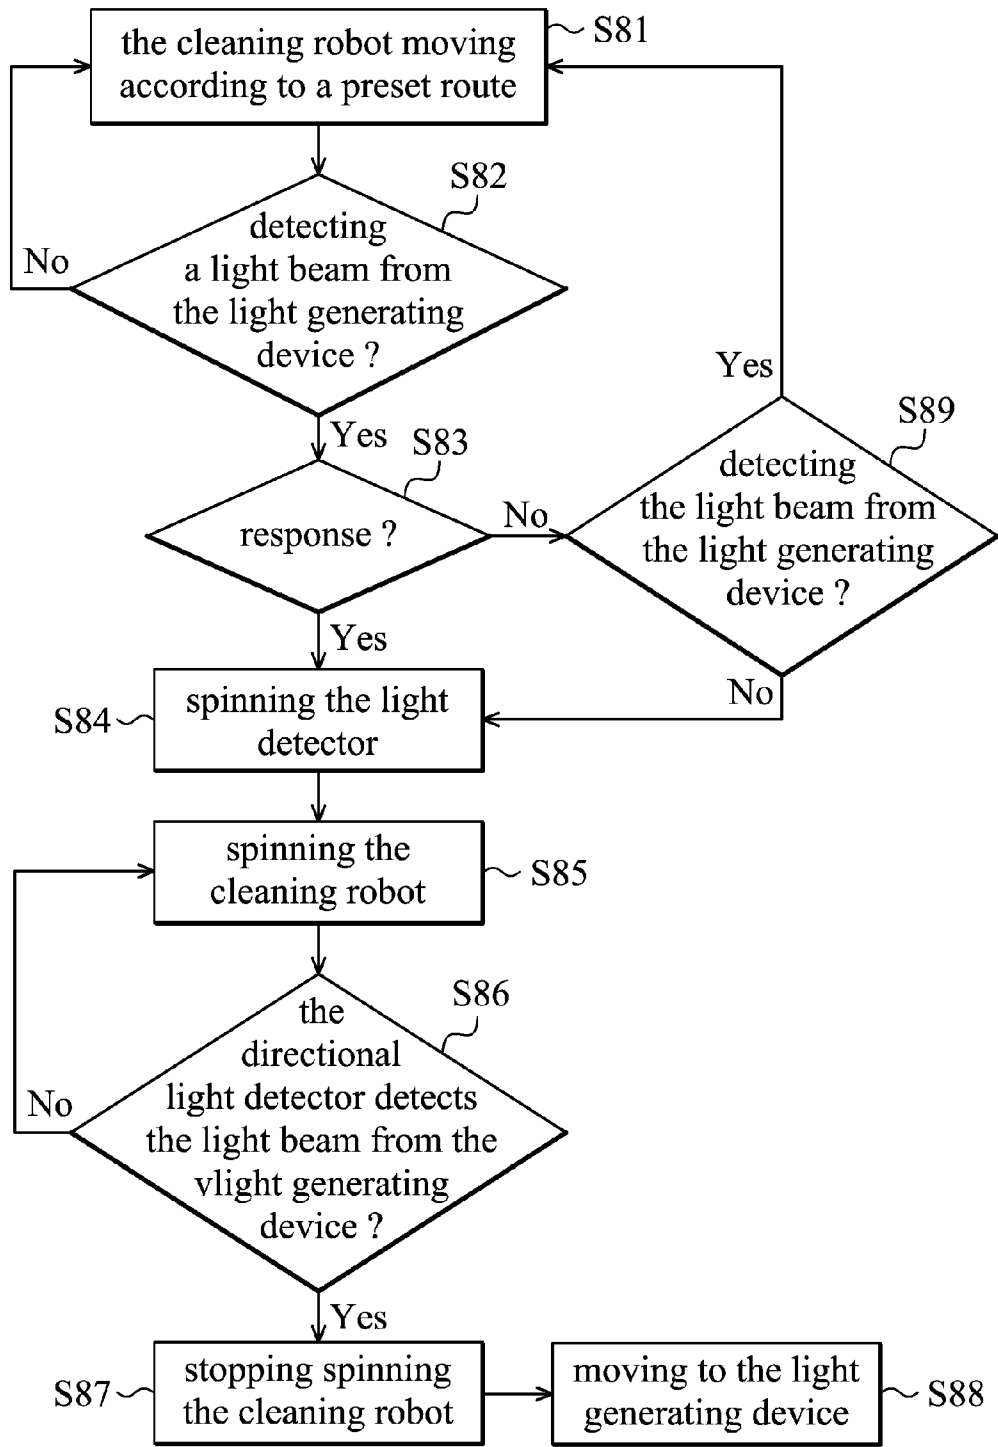 the cleaning robot moving
according to a preset route
S81
S82
detecting
a light beam from
the light generating
device ?
No
Yes
S83
response ?
No
Yes
S89
detecting
the light beam from
the light generating
device ?
Yes
No
S84
spinning the light
detector
spinning the
cleaning robot
S85
S86
the
directional
light detector detects
the light beam from the
vlight generating
device ?
No
Yes
S87
stopping spinning
the cleaning robot
moving to the light
generating device
S88